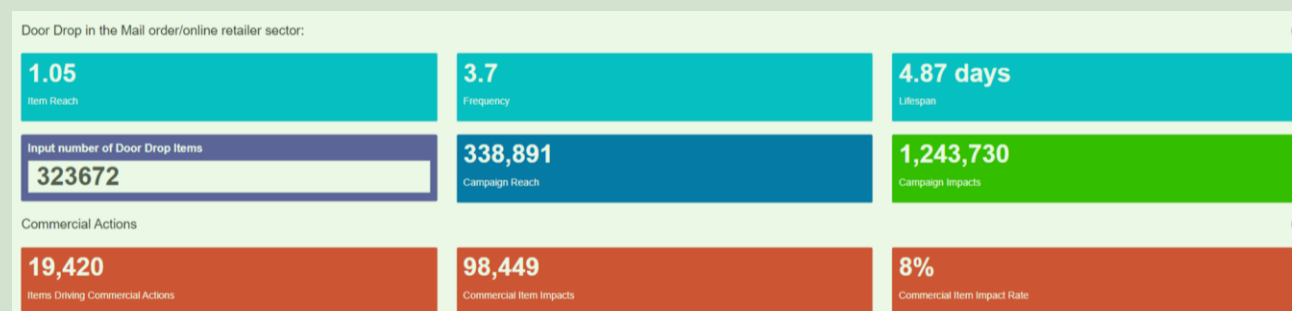 Door Drop in the Mail order/online retailer sector:
1.05
Item Reach
3.7
Frequency
4.87 days
Lifespan
Input number of Door Drop Items
323672
338,891
Campaign Reach
1,243,730
Campaign Impacts
Commercial Actions
19,420
Items Driving Commercial Actions
98,449
Commercial Item Impacts
8%
Commercial Item Impact Rate